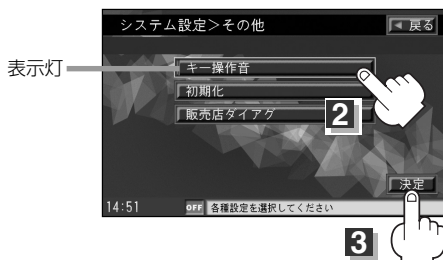 システム設定>その他
戻る
表示灯
キー操作音
初期化
販売店ダイアグ
2
決定
14:51
OFF 各種設定を選択してください
3